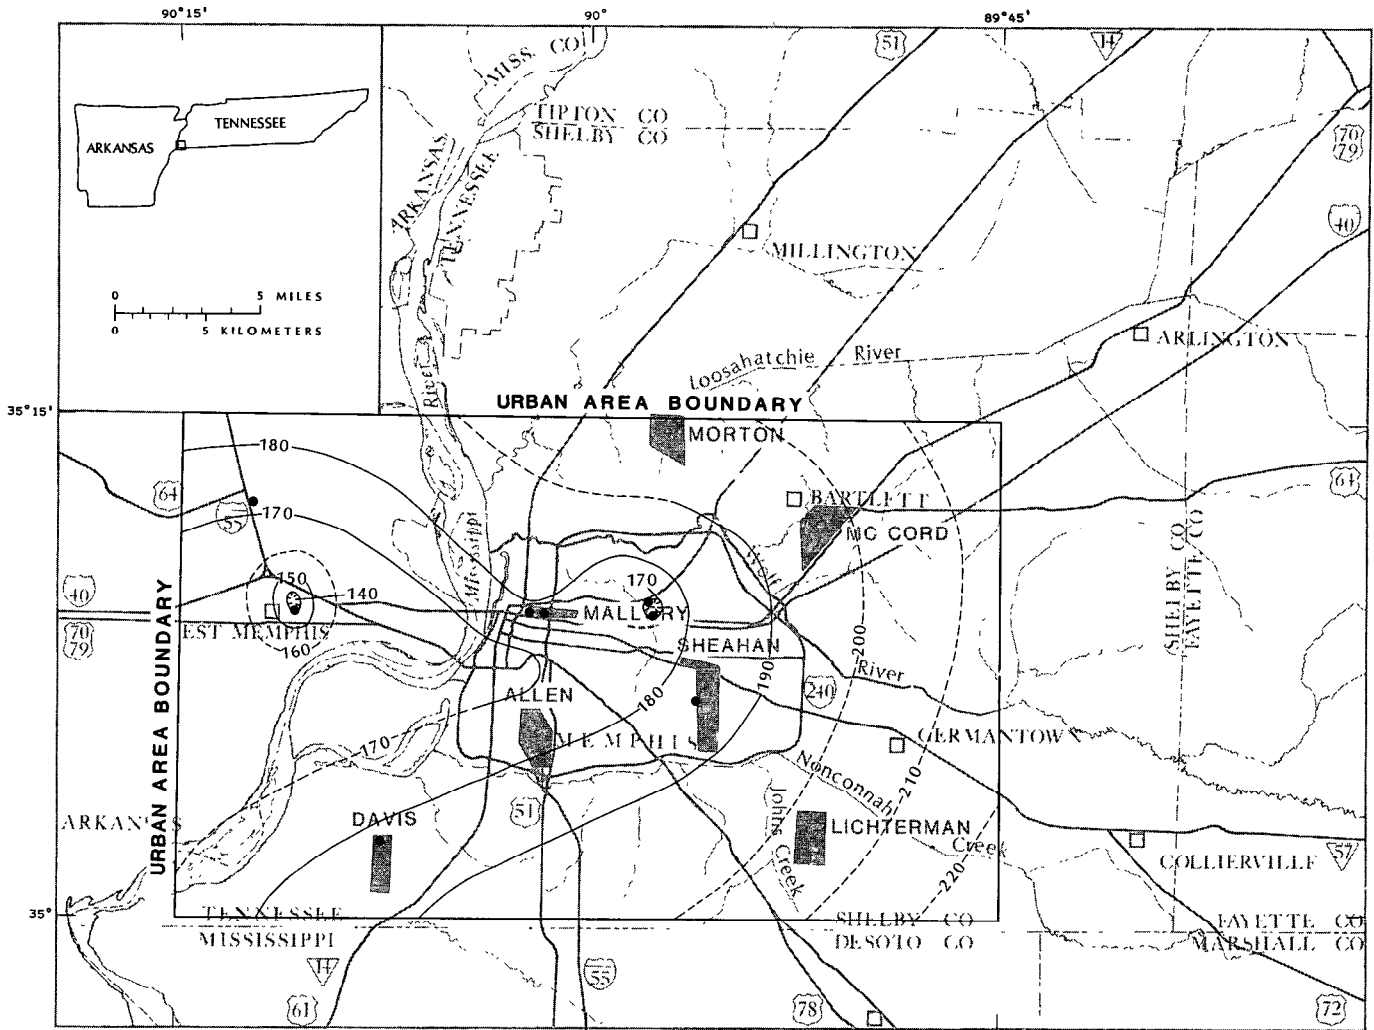 90°15'
90°
89°45'
51
14
MISS. CO
TIPTON CO
SHELBY CO
70
79
ARKANSAS
TENNESSEE
ARKANSAS
TENNESSEE
40
MILLINGTON
0 5 MILES
0 5 KILOMETERS
ARLINGTON
Loosahatchie River
River
35°15'
URBAN AREA BOUNDARY
MORTON
180
64
55
170
BARTLETT
64
MC CORD
Mississippi
Wolf
SHELBY CO
FAYETTE CO
40
150
140
170
70
79
EST MEMPHIS
MALLORY
160
SHEAHAN
200
190
River
240
URBAN AREA BOUNDARY
ALLEN
180
170
MEMPHIS
GERMANTOWN
Nonconnah
210
51
DAVIS
Johns Creek
LICHTERMAN
Creek
ARKANS
COLLIERVILLE
57
220
35°
TENNESSEE
MISSISSIPPI
SHELBY CO
DESOTO CO
FAYETTE CO
MARSHALL CO
14
61
55
78
72